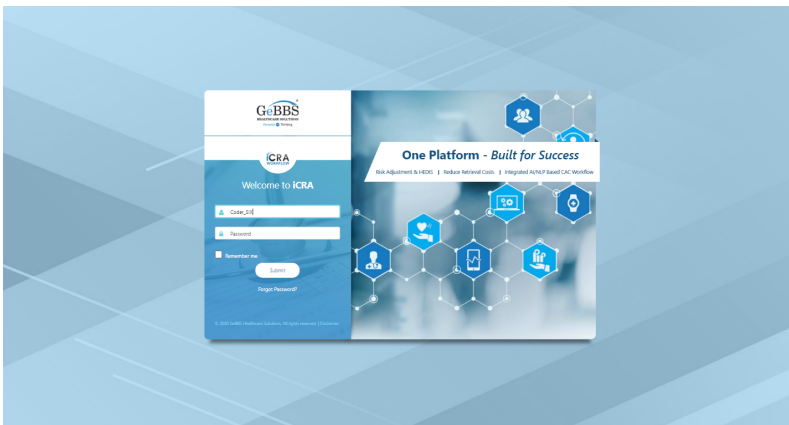 GeBBS
HEALTHCARE SOLUTIONS
iCRA
WORKFLOW
Welcome to iCRA
Coder_SIX
Password
Remember me
Submit
Forgot Password?
© 2020 GeBBS Healthcare Solutions, All rights reserved. | Disclaimer
One Platform - Built for Success
Risk Adjustment & HEDIS | Reduce Retrieval Costs | Integrated AI/NLP Based CAC Workflow